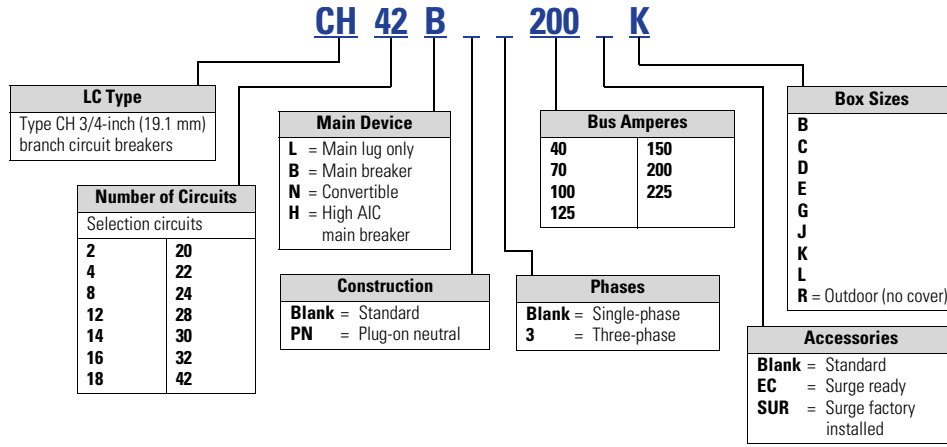 CH 42 B _ _ 200 _ K
LC Type
Type CH 3/4-inch (19.1 mm)
branch circuit breakers
Number of Circuits
Selection circuits
2 20
4 22
8 24
12 28
14 30
16 32
18 42
Main Device
L = Main lug only
B = Main breaker
N = Convertible
H = High AIC
main breaker
Construction
Blank = Standard
PN = Plug-on neutral
Bus Amperes
40 150
70 200
100 225
125
Phases
Blank = Single-phase
3 = Three-phase
Box Sizes
B
C
D
E
G
J
K
L
R = Outdoor (no cover)
Accessories
Blank = Standard
EC = Surge ready
SUR = Surge factory
installed